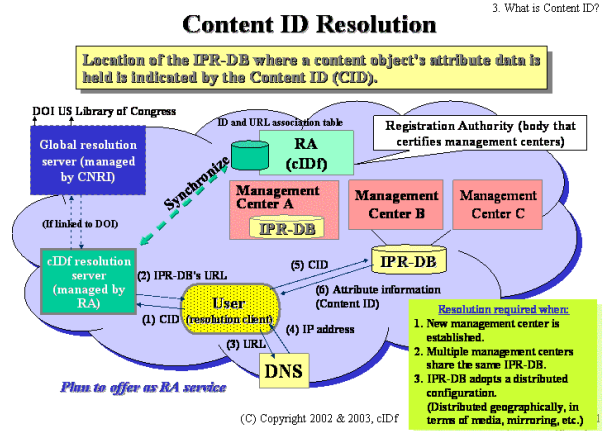 3. What is Content ID?
Content ID Resolution
Location of the IPR-DB where a content object's attribute data is
held is indicated by the Content ID (CID).
DOI US Library of Congress
ID and URL association table
Global resolution
server (managed
by CNRI)
RA
(cIDf)
Registration Authority (body that
certifies management centers)
Synchronize
Management
Center A
IPR-DB
Management
Center B
Management
Center C
(If linked to DOI)
cIDf resolution
server
(managed by
RA)
(2) IPR-DB's URL
(5) CID
IPR-DB
(6) Attribute information
(Content ID)
User
(resolution client)
(1) CID
(4) IP address
(3) URL
DNS
Resolution required when:
1. New management center is
established.
2. Multiple management centers
share the same IPR-DB.
3. IPR-DB adopts a distributed
configuration.
(Distributed geographically, in
terms of media, mirroring, etc.)
Plan to offer as RA service
(C) Copyright 2002 & 2003, cIDf